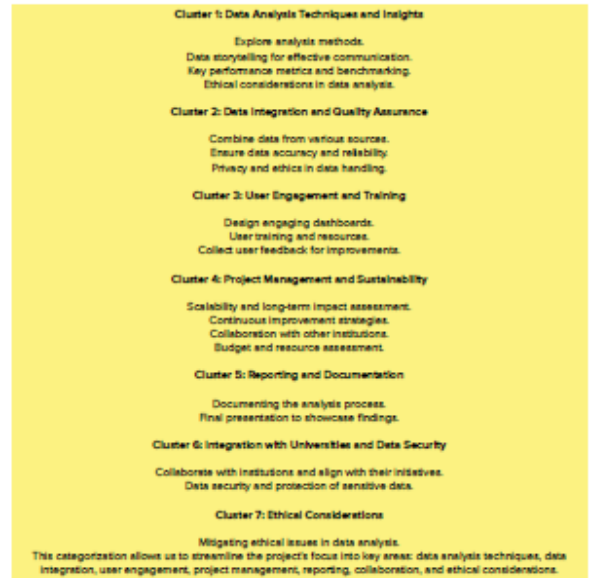 Cluster 1: Data Analysis Techniques and Insights
Explore analysis methods.
Data storytelling for effective communication.
Key performance metrics and benchmarking.
Ethical considerations in data analysis.
Cluster 2: Data Integration and Quality Assurance
Combine data from various sources.
Ensure data accuracy and reliability.
Privacy and ethics in data handling.
Cluster 3: User Engagement and Training
Design engaging dashboards.
User training and resources.
Collect user feedback for improvements.
Cluster 4: Project Management and Sustainability
Scalability and long-term impact assessment.
Continuous improvement strategies.
Collaboration with other institutions.
Budget and resource assessment.
Cluster 5: Reporting and Documentation
Documenting the analysis process.
Final presentation to showcase findings.
Cluster 6: Integration with Universities and Data Security
Collaborate with institutions and align with their initiatives.
Data security and protection of sensitive data.
Cluster 7: Ethical Considerations
Mitigating ethical issues in data analysis.
This categorization allows us to streamline the project's focus into key areas: data analysis techniques, data
integration, user engagement, project management, reporting, collaboration, and ethical considerations.